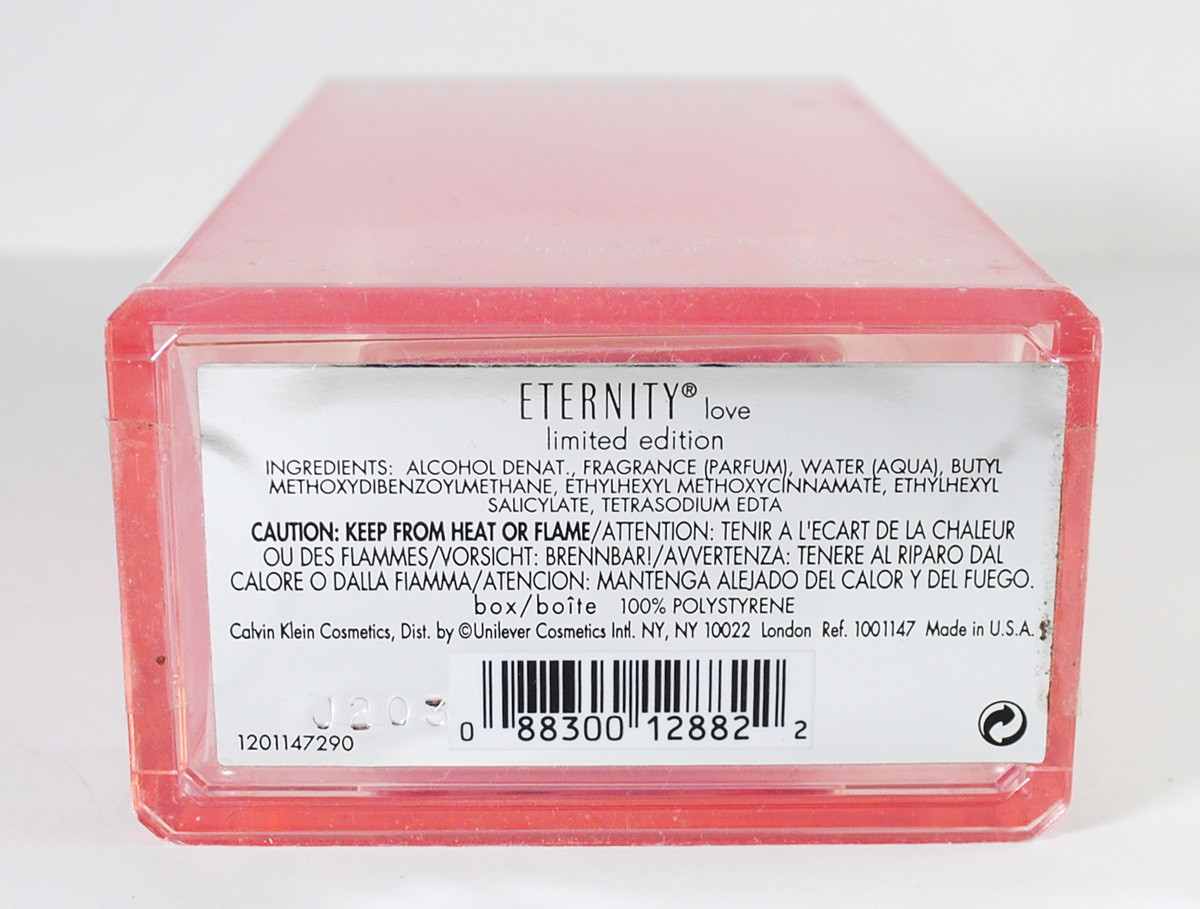 ETERNITY® love
limited edition
INGREDIENTS: ALCOHOL DENAT., FRAGRANCE (PARFUM), WATER (AQUA), BUTYL
METHOXYDIBENZOYLMETHANE, ETHYLHEXYL METHOXYCINNAMATE, ETHYLHEXYL
SALICYLATE, TETRASODIUM EDTA
CAUTION: KEEP FROM HEAT OR FLAME/ATTENTION: TENIR A L'ECART DE LA CHALEUR
OU DES FLAMMES/VORSICHT: BRENNBAR!/AVVERTENZA: TENERE AL RIPARO DAL
CALORE O DALLA FIAMMA/ATENCION: MANTENGA ALEJADO DEL CALOR Y DEL FUEGO.
box/boîte 100% POLYSTYRENE
Calvin Klein Cosmetics, Dist. by ©Unilever Cosmetics Intl. NY, NY 10022 London Ref. 1001147 Made in U.S.A.
J203
0 88300 12882 2
1201147290